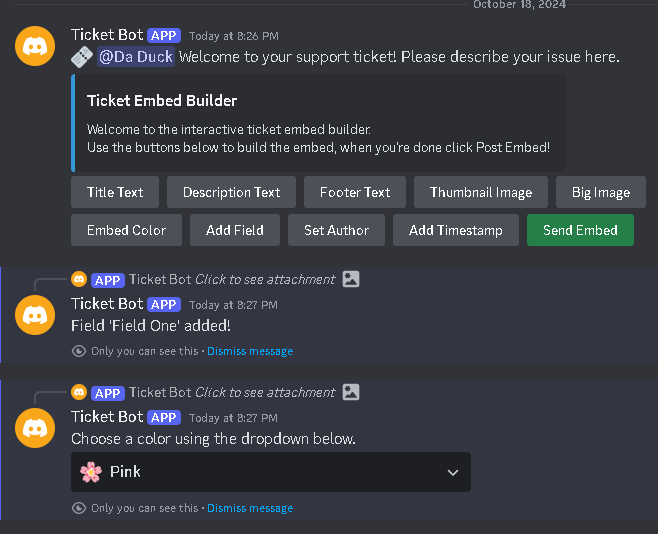 October 18, 2024
Ticket Bot APP Today at 8:26 PM
@Da Duck Welcome to your support ticket! Please describe your issue here.
Ticket Embed Builder
Welcome to the interactive ticket embed builder.
Use the buttons below to build the embed, when you're done click Post Embed!
Title Text Description Text Footer Text Thumbnail Image Big Image
Embed Color Add Field Set Author Add Timestamp Send Embed
APP Ticket Bot Click to see attachment
Ticket Bot APP Today at 8:27 PM
Field 'Field One' added!
Only you can see this • Dismiss message
APP Ticket Bot Click to see attachment
Ticket Bot APP Today at 8:27 PM
Choose a color using the dropdown below.
Pink
Only you can see this • Dismiss message